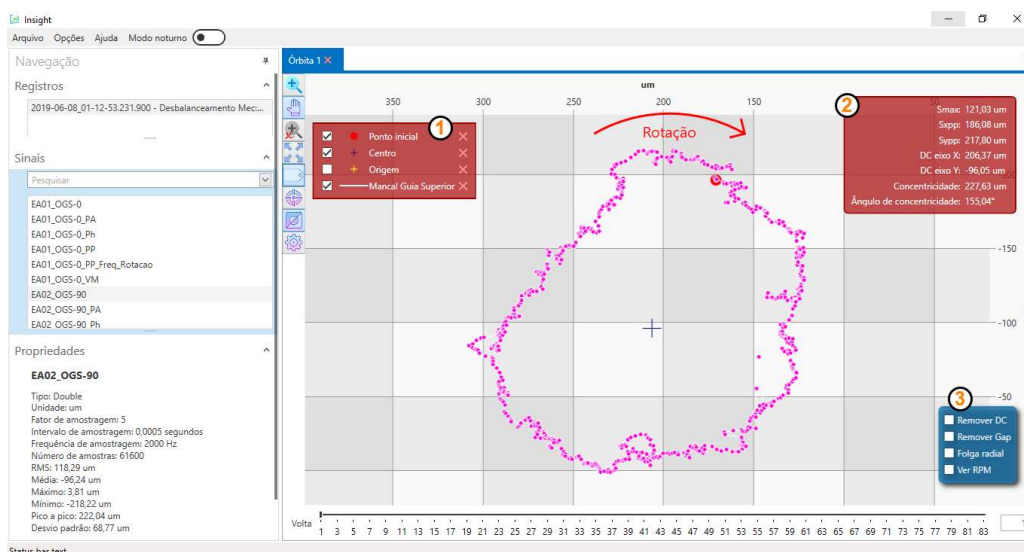 Insight
Arquivo Opções Ajuda Modo noturno
Navegação
Registros
2019-06-08_01-12-53.231.900 - Desbalanceamento Mec:...
Sinais
Pesquisar
EA01_OGS-0
EA01_OGS-0_PA
EA01_OGS-0_Ph
EA01_OGS-0_PP
EA01_OGS-0_PP_Freq_Rotacao
EA01_OGS-0_VM
EA02_OGS-90
EA02_OGS-90_PA
EA02_OGS-90_Ph
Propriedades
EA02_OGS-90
Tipo: Double
Unidade: um
Fator de amostragem: 5
Intervalo de amostragem: 0,0005 segundos
Frequência de amostragem: 2000 Hz
Número de amostras: 61600
RMS: 118,29 um
Média: -96,24 um
Máximo: 3,81 um
Mínimo: -218,22 um
Pico a pico: 222,04 um
Desvio padrão: 68,77 um
Status bar text
Órbita 1
um
350 300 250 200 150
1
Ponto inicial
Centro
Origem
Mancal Guia Superior
Rotação
2
Smax: 121,03 um
Sxpp: 186,08 um
Sypp: 217,80 um
DC eixo X: 206,37 um
DC eixo Y: -96,05 um
Concentricidade: 227,63 um
Ângulo de concentricidade: 155,04°
-150
-100
-50
3
Remover DC
Remover Gap
Folga radial
Ver RPM
Volta
1 3 5 7 9 11 13 15 17 19 21 23 25 27 29 31 33 35 37 39 41 43 45 47 49 51 53 55 57 59 61 63 65 67 69 71 73 75 77 79 81 83